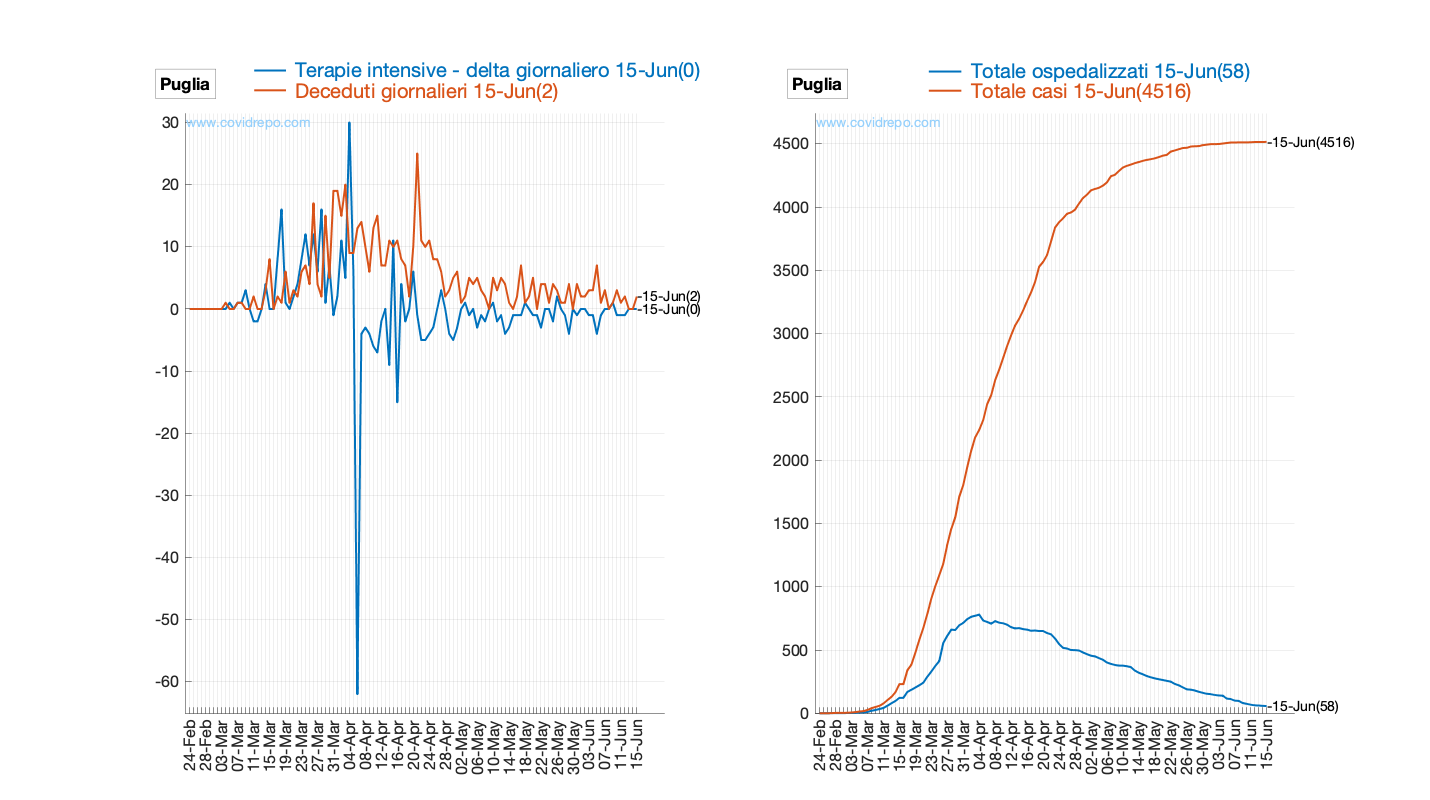 Puglia
Terapie intensive - delta giornaliero 15-Jun(0)
Deceduti giornalieri 15-Jun(2)
www.covidrepo.com
30
20
10
0
-10
-20
-30
-40
-50
-60
-15-Jun(2)
-15-Jun(0)
24-Feb
28-Feb
03-Mar
07-Mar
11-Mar
15-Mar
19-Mar
23-Mar
27-Mar
31-Mar
04-Apr
08-Apr
12-Apr
16-Apr
20-Apr
24-Apr
28-Apr
02-May
06-May
10-May
14-May
18-May
22-May
26-May
30-May
03-Jun
07-Jun
11-Jun
15-Jun
Puglia
Totale ospedalizzati 15-Jun(58)
Totale casi 15-Jun(4516)
www.covidrepo.com
4500
4000
3500
3000
2500
2000
1500
1000
500
0
-15-Jun(4516)
-15-Jun(58)
24-Feb
28-Feb
03-Mar
07-Mar
11-Mar
15-Mar
19-Mar
23-Mar
27-Mar
31-Mar
04-Apr
08-Apr
12-Apr
16-Apr
20-Apr
24-Apr
28-Apr
02-May
06-May
10-May
14-May
18-May
22-May
26-May
30-May
03-Jun
07-Jun
11-Jun
15-Jun